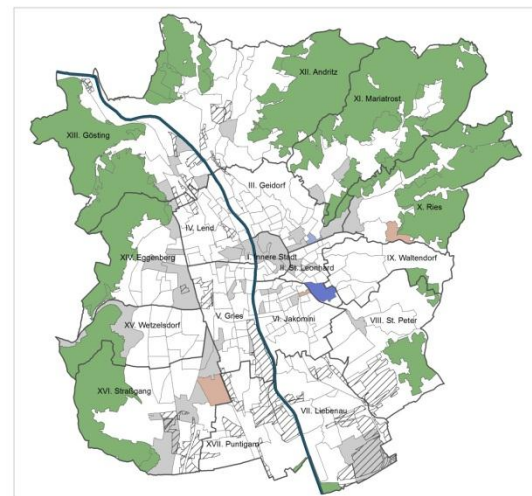 XII. Andritz
XI. Mariatrost
XIII. Gösting
III. Geidorf
X. Ries
IV. Lend
I. Innere Stadt
XIV. Eggenberg
II. St. Leonhard
IX. Waltendorf
V. Gries
VI. Jakomini
VIII. St. Peter
XV. Wetzelsdorf
XVI. Straßgang
VII. Liebenau
XVII. Puntigam